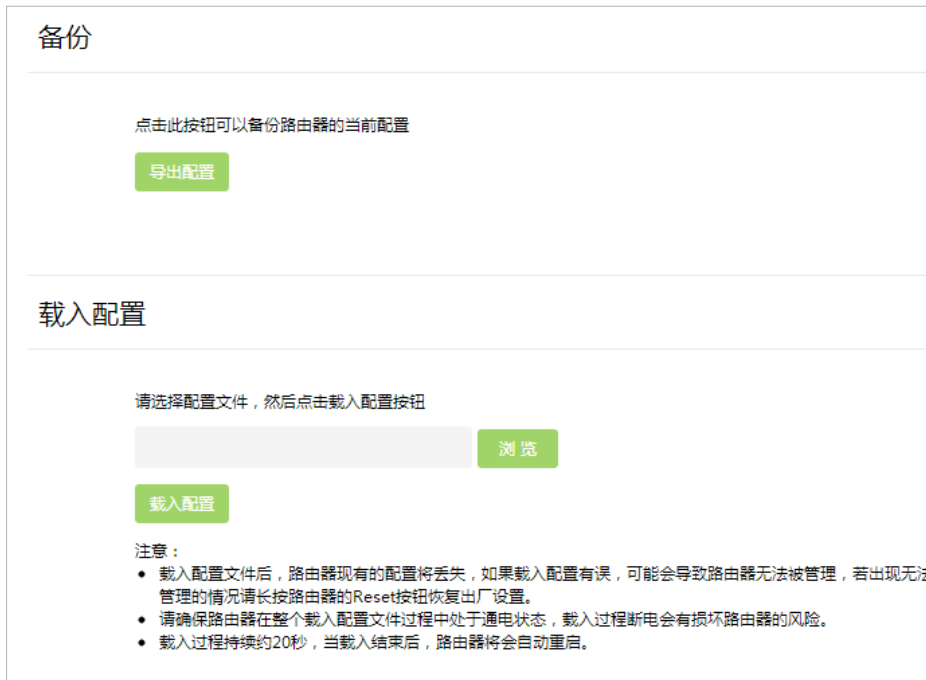 备份
点击此按钮可以备份路由器的当前配置
导出配置
载入配置
请选择配置文件，然后点击载入配置按钮
浏 览
载入配置
注意：
• 载入配置文件后，路由器现有的配置将丢失，如果载入配置有误，可能会导致路由器无法被管理，若出现无法
管理的情况请长按路由器的Reset按钮恢复出厂设置。
• 请确保路由器在整个载入配置文件过程中处于通电状态，载入过程断电会有损坏路由器的风险。
• 载入过程持续约20秒，当载入结束后，路由器将会自动重启。